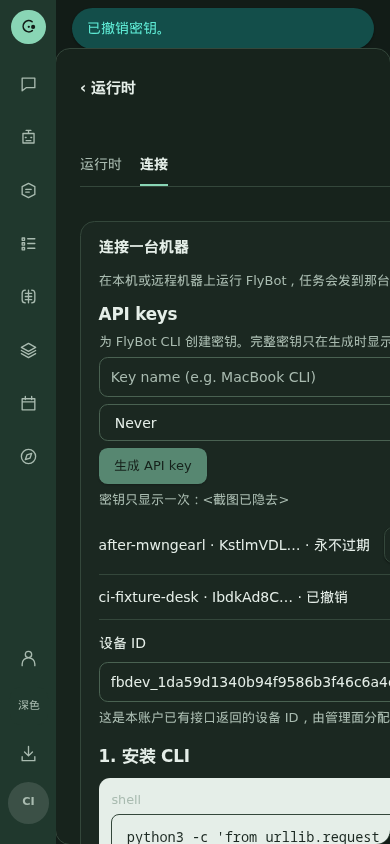 已撤销密钥。
‹ 运行时
运行时 连接
连接一台机器
在本机或远程机器上运行 FlyBot，任务会发到那台
API keys
为 FlyBot CLI 创建密钥。完整密钥只在生成时显示
Key name (e.g. MacBook CLI)
Never
生成 API key
密钥只显示一次：<截图已隐去>
after-mwngearl · KstlmVDL… · 永不过期
ci-fixture-desk · IbdkAd8C… · 已撤销
设备 ID
fbdev_1da59d1340b94f9586b3f46c6a4
这是本账户已有接口返回的设备 ID，由管理面分配
1. 安装 CLI
shell
python3 -c 'from urllib.request
深色
CI